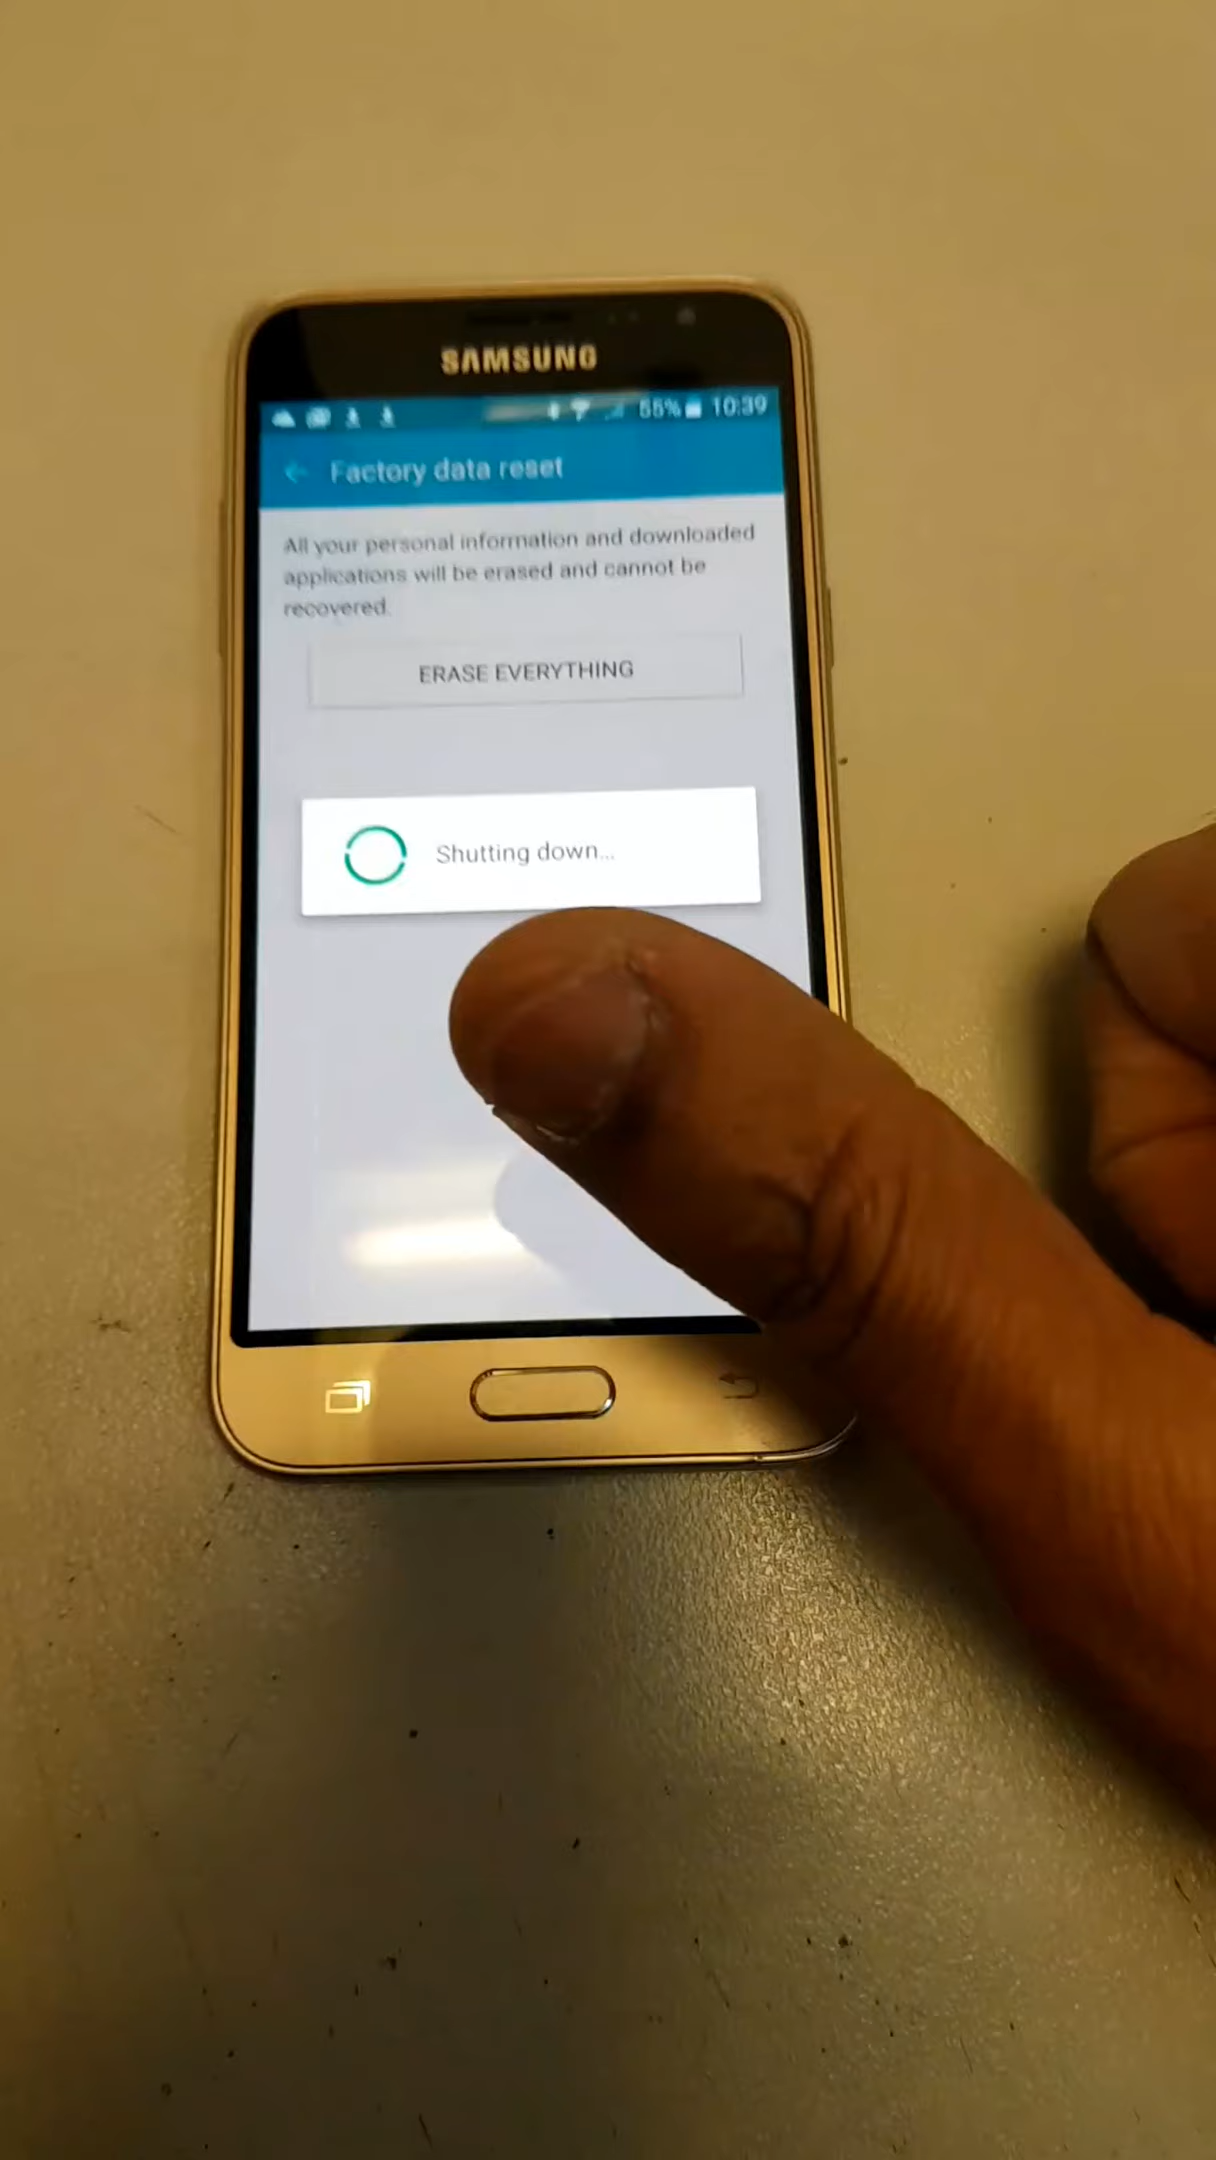 SAMSUNG
55% 10:39
Factory data reset
All your personal information and downloaded
applications will be erased and cannot be
recovered.
ERASE EVERYTHING
Shutting down...